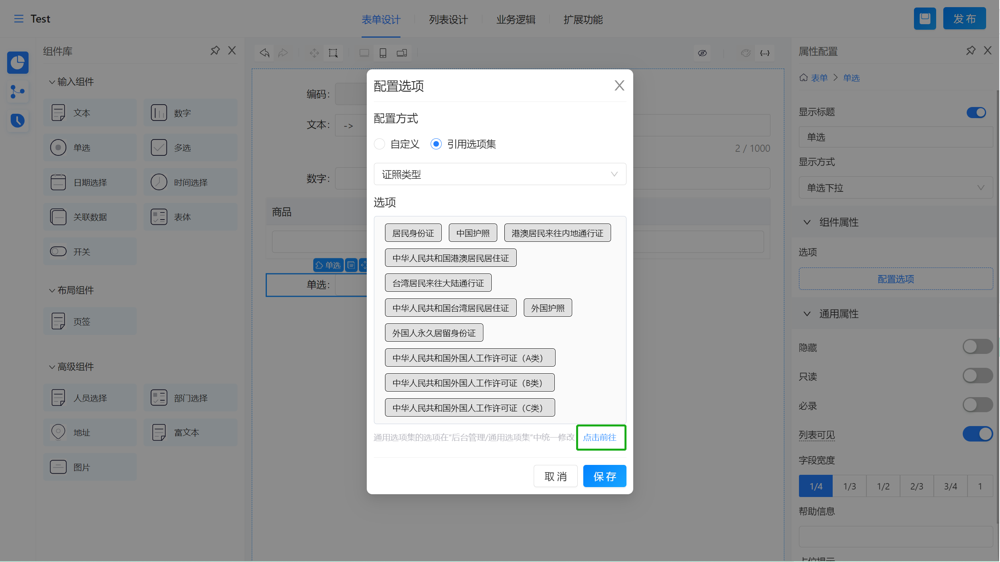 Test
表单设计
列表设计
业务逻辑
扩展功能
发 布
组件库
输入组件
文本
数字
单选
多选
日期选择
时间选择
关联数据
表体
开关
布局组件
页签
高级组件
人员选择
部门选择
地址
富文本
图片
{...}
编码:
文本:
->
2 / 1000
数字:
商品
单选
单选:
配置选项
配置方式
自定义
引用选项集
证照类型
选项
居民身份证
中国护照
港澳居民来往内地通行证
中华人民共和国港澳居民居住证
台湾居民来往大陆通行证
中华人民共和国台湾居民居住证
外国护照
外国人永久居留身份证
中华人民共和国外国人工作许可证（A类）
中华人民共和国外国人工作许可证（B类）
中华人民共和国外国人工作许可证（C类）
通用选项集的选项在“后台管理/通用选项集”中统一修改
点击前往
取 消
保 存
属性配置
表单
单选
显示标题
单选
显示方式
单选下拉
组件属性
选项
配置选项
通用属性
隐藏
只读
必录
列表可见
字段宽度
1/4
1/3
1/2
2/3
3/4
1
帮助信息